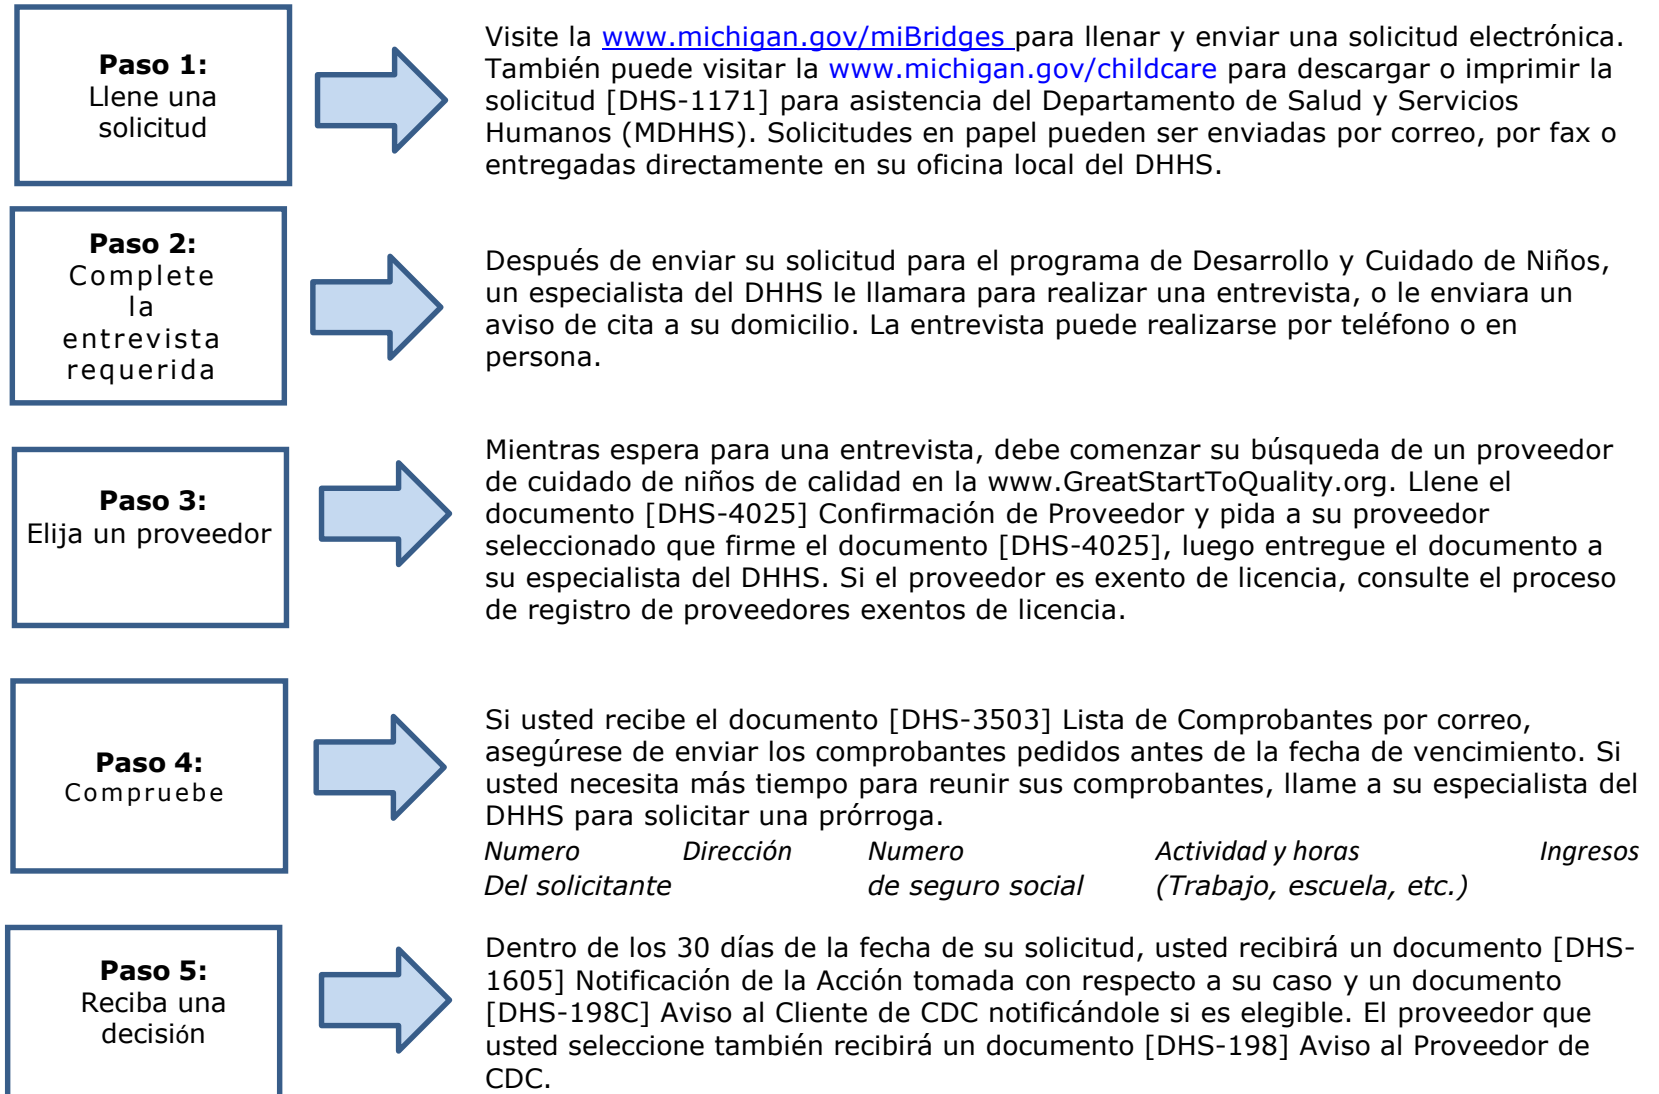 Paso 1:
Llene una
solicitud
Visite la www.michigan.gov/miBridges para llenar y enviar una solicitud electrónica.
También puede visitar la www.michigan.gov/childcare para descargar o imprimir la
solicitud [DHS-1171] para asistencia del Departamento de Salud y Servicios
Humanos (MDHHS). Solicitudes en papel pueden ser enviadas por correo, por fax o
entregadas directamente en su oficina local del DHHS.
Paso 2:
Complete
la
entrevista
requerida
Después de enviar su solicitud para el programa de Desarrollo y Cuidado de Niños,
un especialista del DHHS le llamara para realizar una entrevista, o le enviara un
aviso de cita a su domicilio. La entrevista puede realizarse por teléfono o en
persona.
Paso 3:
Elija un proveedor
Mientras espera para una entrevista, debe comenzar su búsqueda de un proveedor
de cuidado de niños de calidad en la www.GreatStartToQuality.org. Llene el
documento [DHS-4025] Confirmación de Proveedor y pida a su proveedor
seleccionado que firme el documento [DHS-4025], luego entregue el documento a
su especialista del DHHS. Si el proveedor es exento de licencia, consulte el proceso
de registro de proveedores exentos de licencia.
Paso 4:
Compruebe
Si usted recibe el documento [DHS-3503] Lista de Comprobantes por correo,
asegúrese de enviar los comprobantes pedidos antes de la fecha de vencimiento. Si
usted necesita más tiempo para reunir sus comprobantes, llame a su especialista del
DHHS para solicitar una prórroga.
Numero Dirección Numero Actividad y horas Ingresos
Del solicitante de seguro social (Trabajo, escuela, etc.)
Paso 5:
Reciba una
decisión
Dentro de los 30 días de la fecha de su solicitud, usted recibirá un documento [DHS-
1605] Notificación de la Acción tomada con respecto a su caso y un documento
[DHS-198C] Aviso al Cliente de CDC notificándole si es elegible. El proveedor que
usted seleccione también recibirá un documento [DHS-198] Aviso al Proveedor de
CDC.